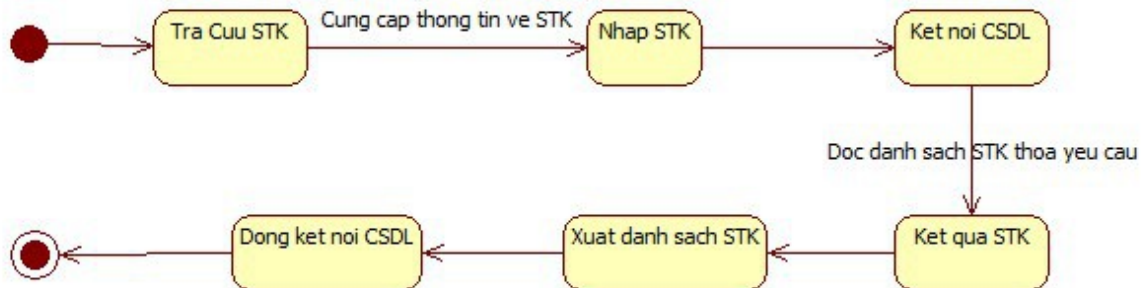 Tra Cuu STK
Cung cap thong tin ve STK
Nhap STK
Ket noi CSDL
Doc danh sach STK thoa yeu cau
Ket qua STK
Xuat danh sach STK
Dong ket noi CSDL